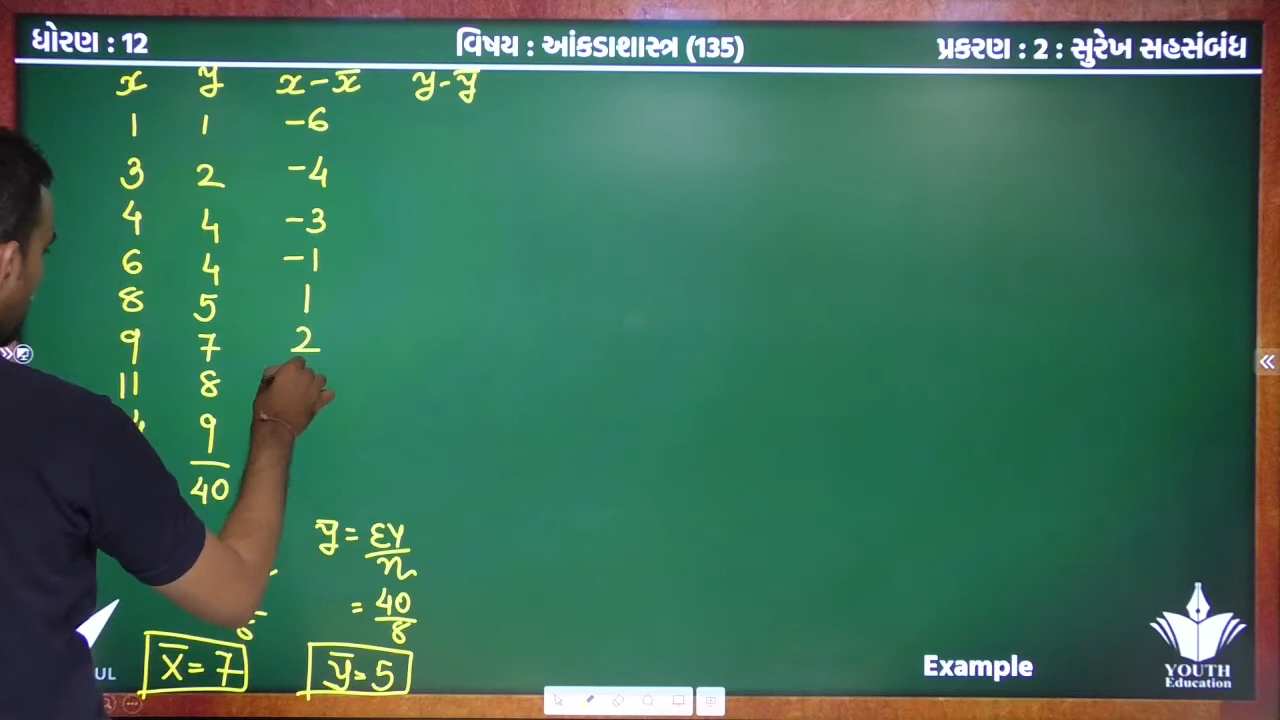 ધોરણ : 12 વિષય : આંકડાશાસ્ત્ર (135) પ્રકરણ : 2 : સુરેખ સહસંબંધ
x y x - x̄ y - ȳ
1 1 -6
3 2 -4
4 4 -3
6 4 -1
8 5 1
9 7 2
11 8
9
40
ȳ = ΣY/n
= 40/8
X̄ = 7 ȳ = 5
UL
Example
YOUTH
Education